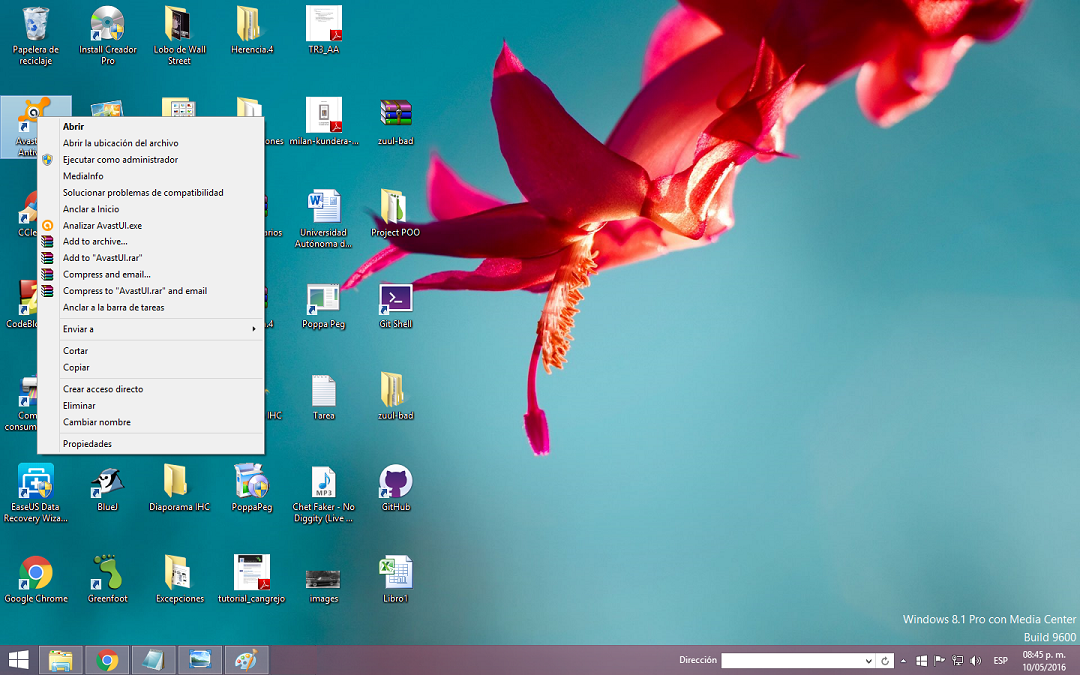 Papelera de
reciclaje
Install Creador
Pro
Lobo de Wall
Street
Herencia.4
TR3_AA
Avast
Anti
ones
milan-kundera-...
zuul-bad
Abrir
Abrir la ubicación del archivo
Ejecutar como administrador
MediaInfo
Solucionar problemas de compatibilidad
Anclar a Inicio
Analizar AvastUI.exe
Add to archive...
Add to "AvastUI.rar"
Compress and email...
Compress to "AvastUI.rar" and email
Anclar a la barra de tareas
Enviar a
Cortar
Copiar
Crear acceso directo
Eliminar
Cambiar nombre
Propiedades
CCle
arios
Universidad
Autónoma d...
Project POO
CodeBlo
.4
Poppa Peg
Git Shell
Com
consum
IHC
Tarea
zuul-bad
EaseUS Data
Recovery Wiza...
BlueJ
Diaporama IHC
PoppaPeg
MP3
Chet Faker - No
Diggity (Live ...
GitHub
Google Chrome
Greenfoot
Excepciones
tutorial_cangrejo
images
Libro1
Windows 8.1 Pro con Media Center
Build 9600
Dirección
ESP
08:45 p. m.
10/05/2016